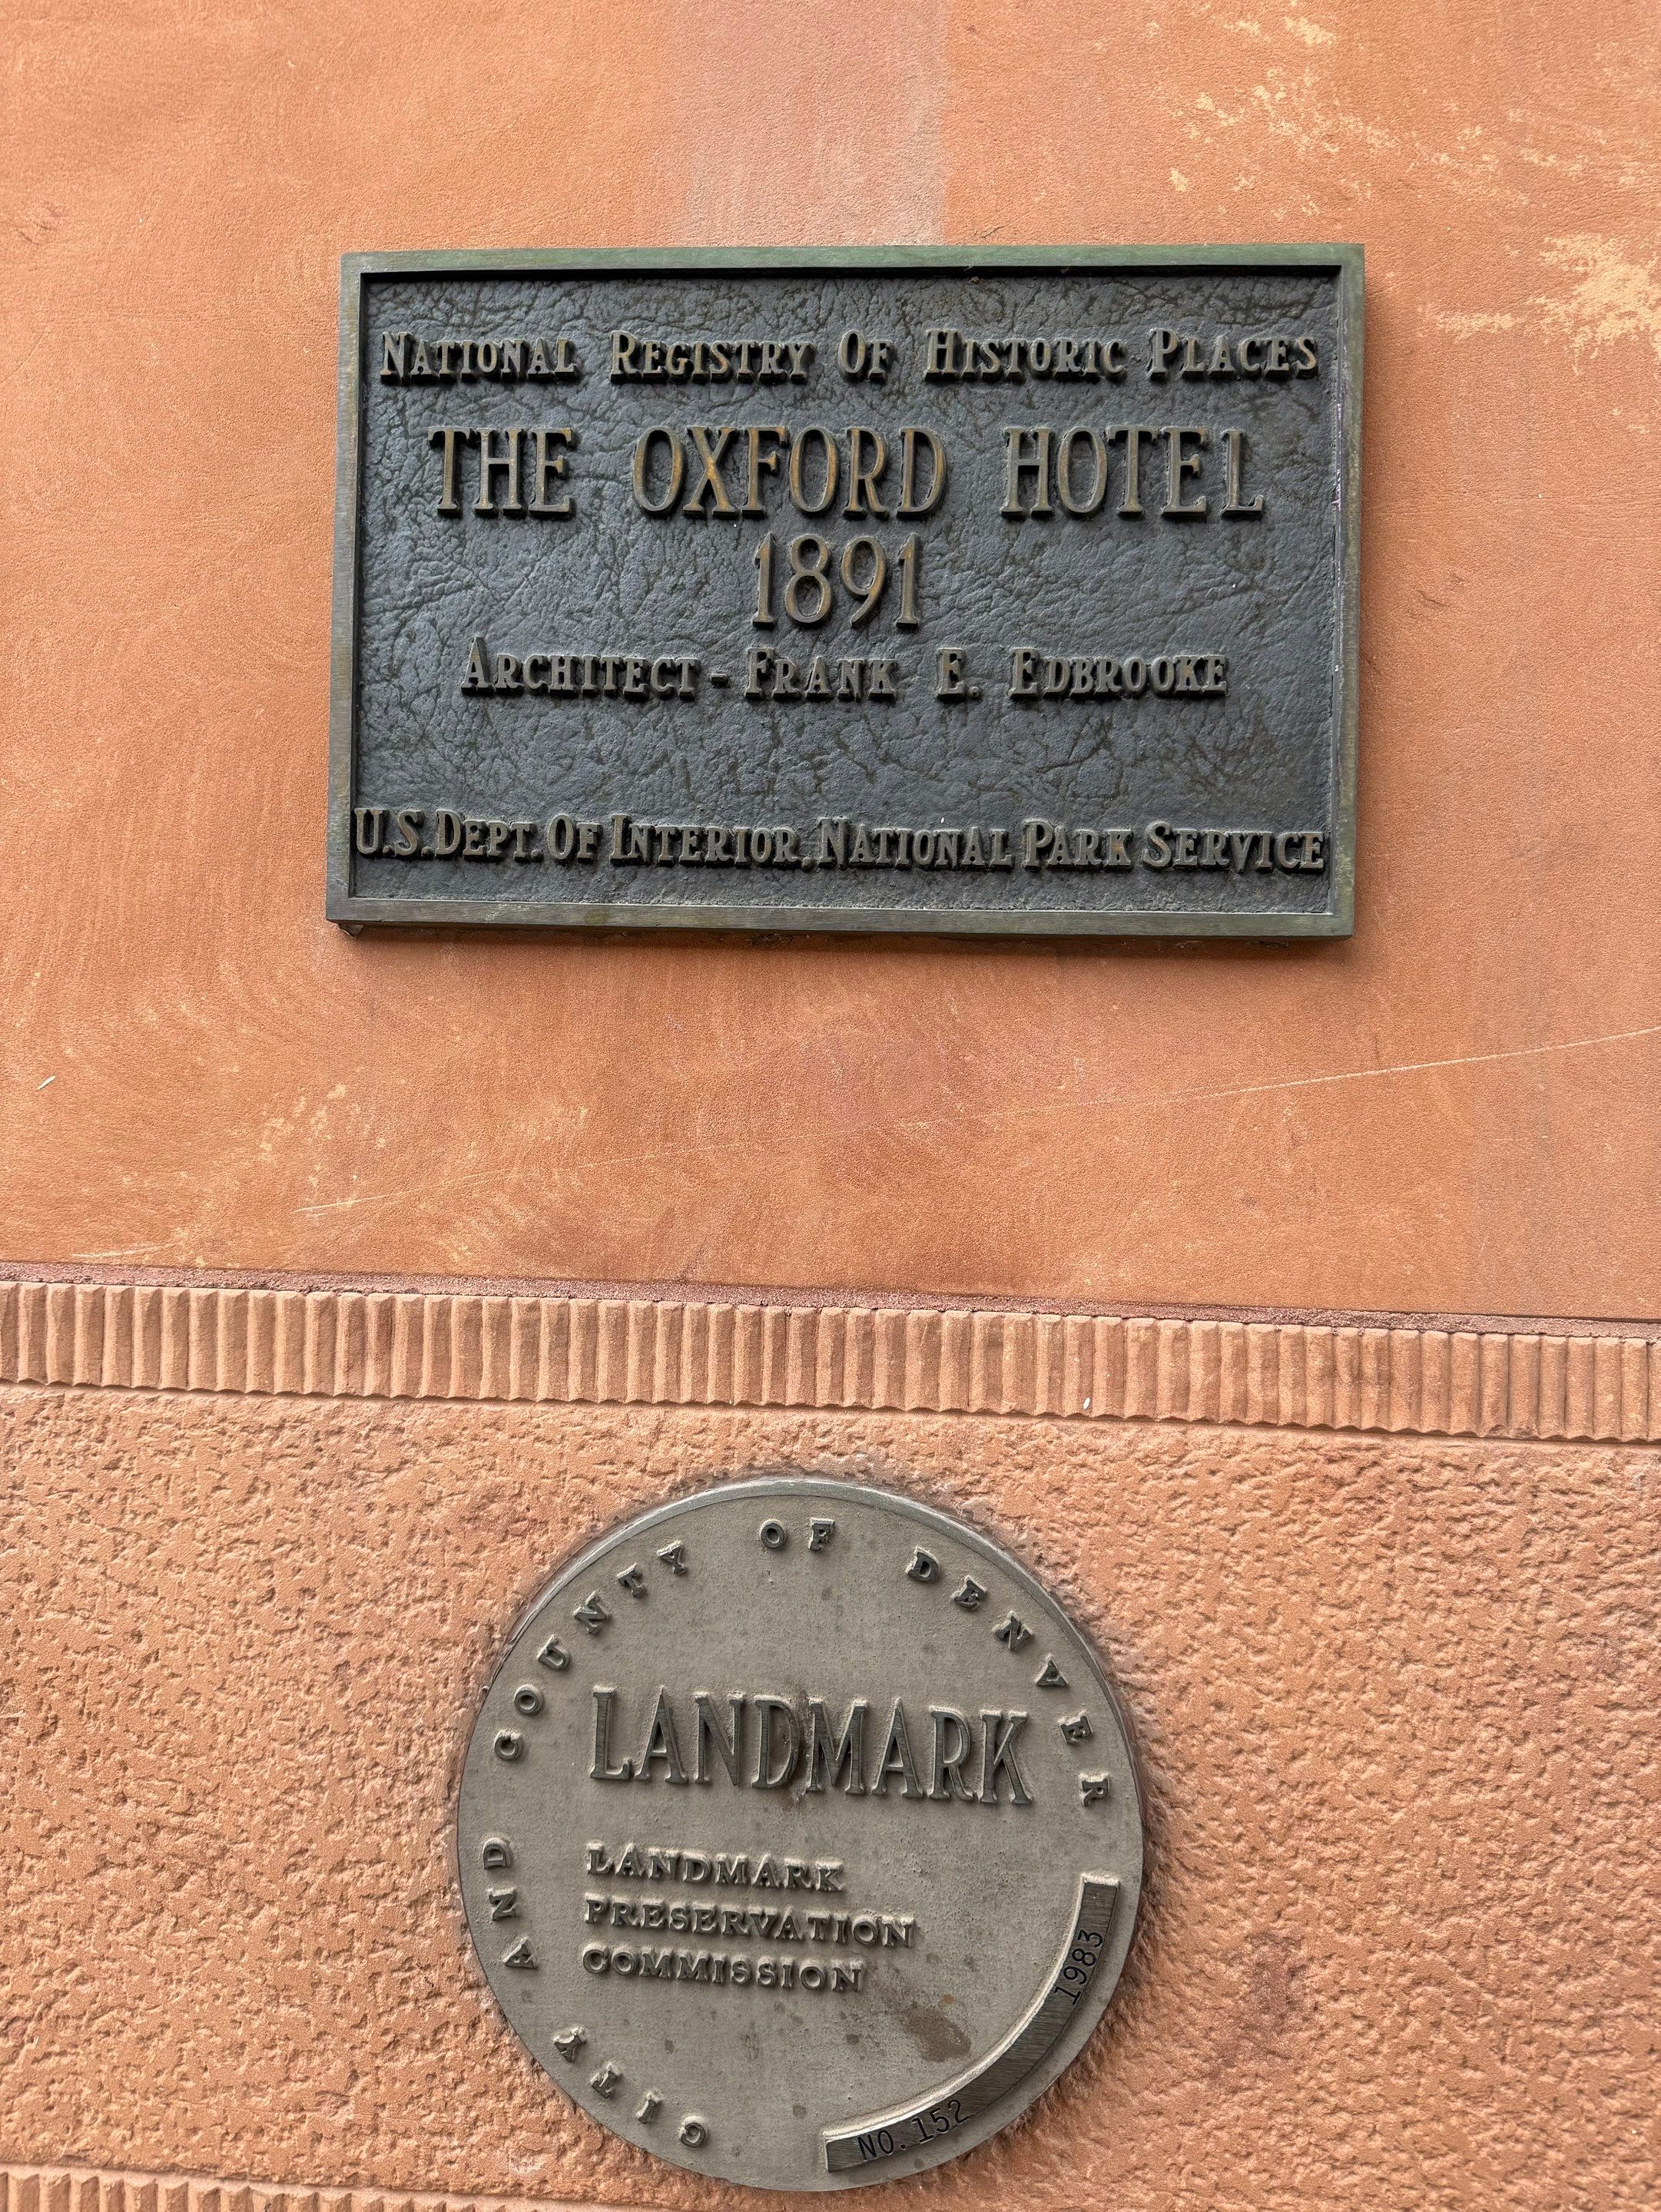 National Registry Of Historic Places
THE OXFORD HOTEL
1891
Architect - Frank E. Edbrooke
U.S. Dept. Of Interior, National Park Service
CITY AND COUNTY OF DENVER
LANDMARK
LANDMARK
PRESERVATION
COMMISSION
NO. 152 1983